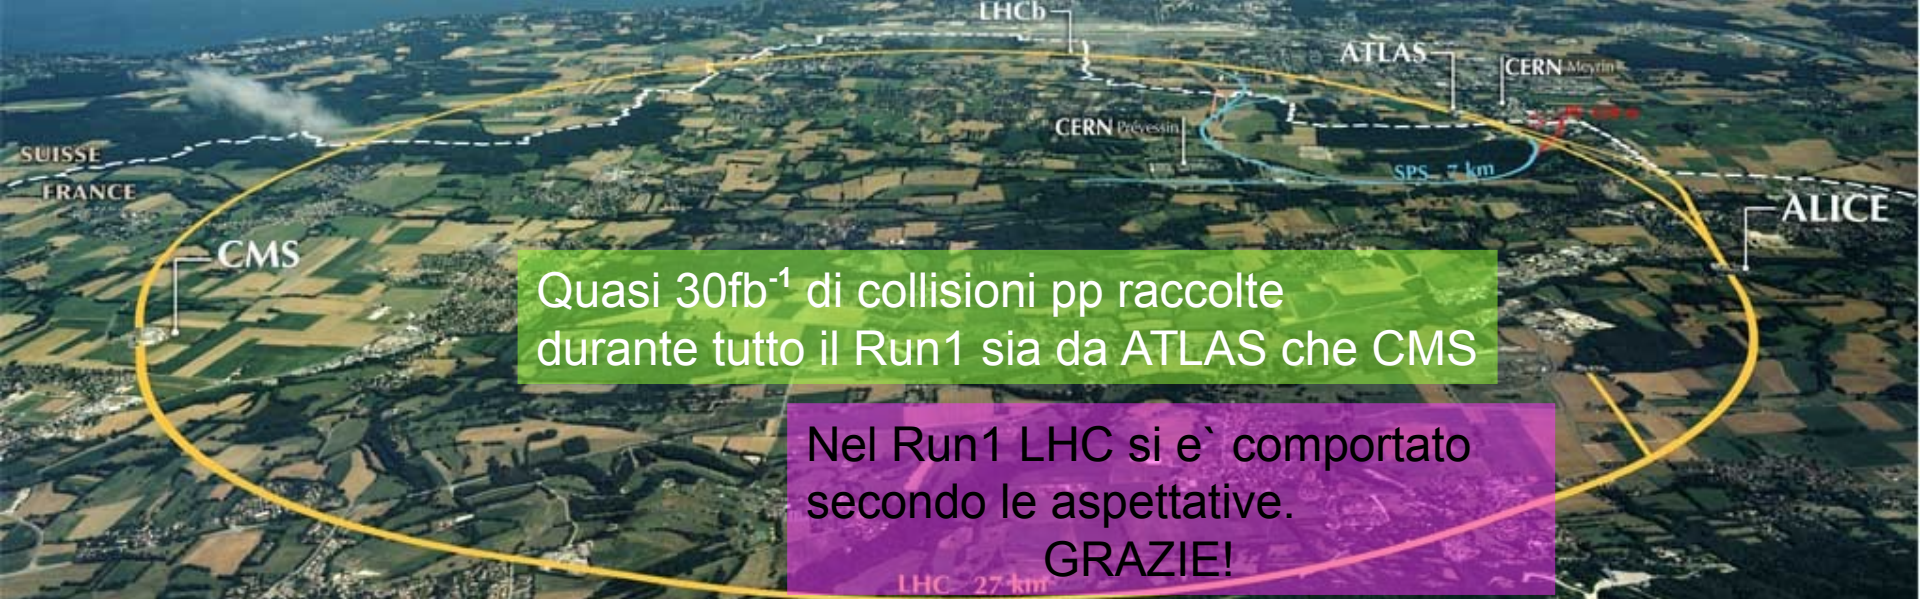 LHCb
ATLAS
CERN Meyrin
CERN Prévessin
SUISSE
FRANCE
SPS 7 km
ALICE
CMS
Quasi 30fb⁻¹ di collisioni pp raccolte
durante tutto il Run1 sia da ATLAS che CMS
Nel Run1 LHC si e` comportato
secondo le aspettative.
GRAZIE!
LHC 27 km